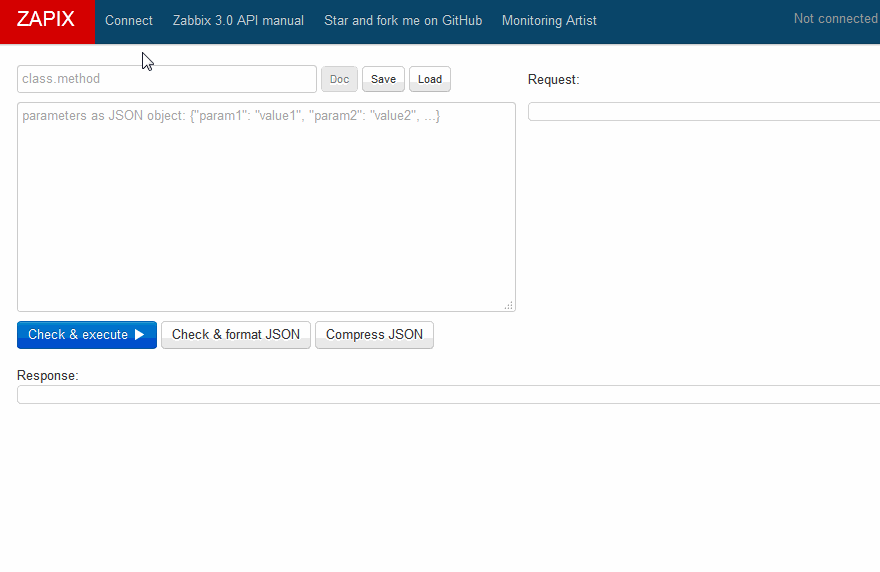 ZAPIX Connect Zabbix 3.0 API manual Star and fork me on GitHub Monitoring Artist Not connected
class.method Doc Save Load Request:
parameters as JSON object: {"param1": "value1", "param2": "value2", ...}
Check & execute Check & format JSON Compress JSON
Response: